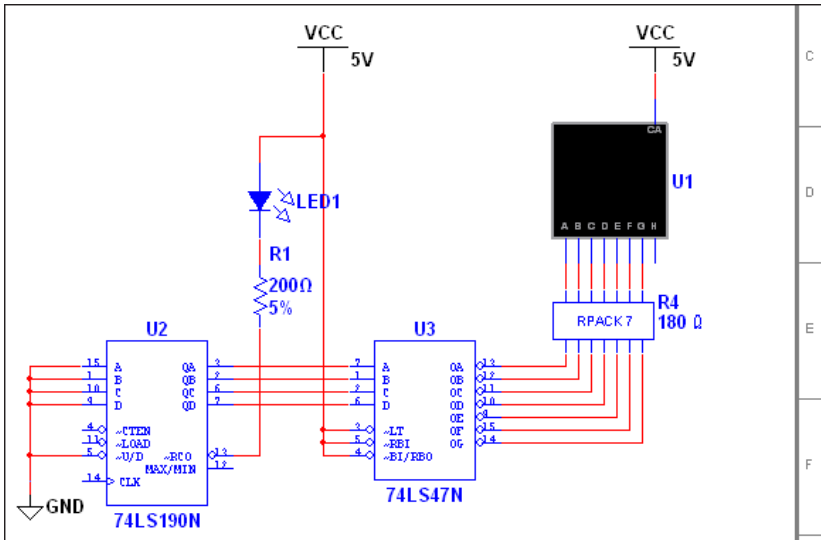 VCC
5V
VCC
5V
C
D
E
F
CA
U1
A B C D E F G H
LED1
R1
200Ω
5%
R4
RPACK 7
180 Ω
U2
15 A QA 3
1 B QB 2
10 C QC 6
9 D QD 7
4 ~CTEN
11 ~LOAD
5 ~U/D ~RCO 13
MAX/MIN 12
14 CLK
74LS190N
GND
U3
7 A OA 13
1 B OB 12
2 C OC 11
6 D OD 10
OE 9
3 ~LT OF 15
5 ~RBI OG 14
4 ~BI/RBO
74LS47N